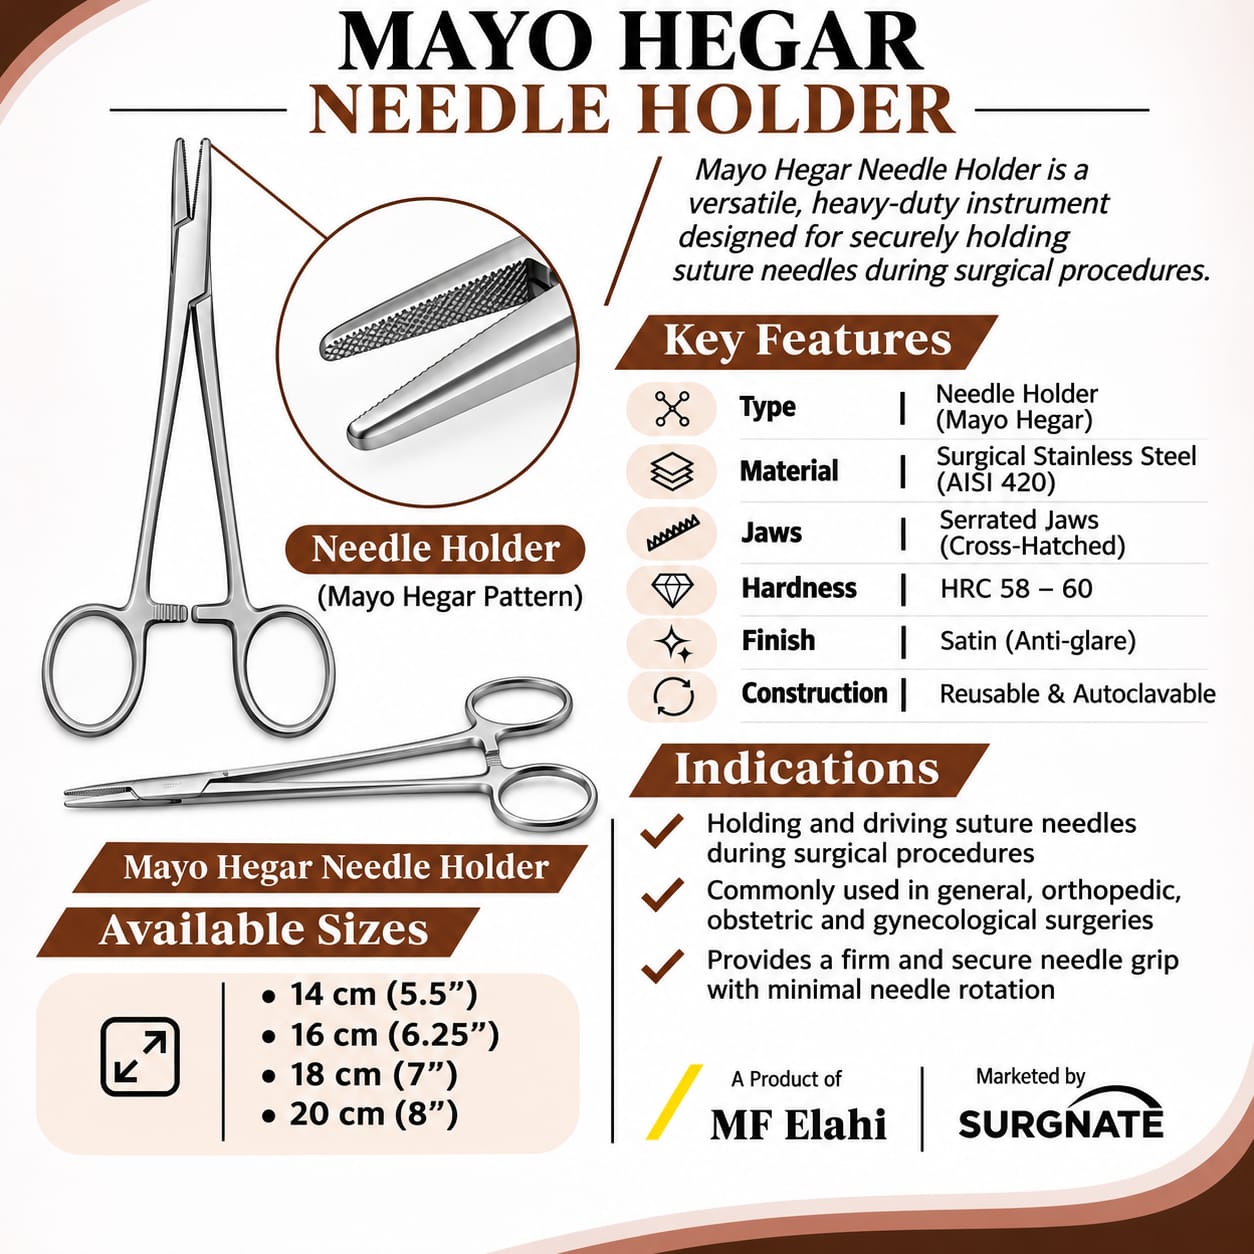 MAYO HEGAR
NEEDLE HOLDER
Mayo Hegar Needle Holder is a
versatile, heavy-duty instrument
designed for securely holding
suture needles during surgical procedures.
Needle Holder
(Mayo Hegar Pattern)
Mayo Hegar Needle Holder
Available Sizes
• 14 cm (5.5”)
• 16 cm (6.25”)
• 18 cm (7”)
• 20 cm (8”)
Key Features
Type | Needle Holder
(Mayo Hegar)
Material | Surgical Stainless Steel
(AISI 420)
Jaws | Serrated Jaws
(Cross-Hatched)
Hardness | HRC 58 – 60
Finish | Satin (Anti-glare)
Construction | Reusable & Autoclavable
Indications
Holding and driving suture needles
during surgical procedures
Commonly used in general, orthopedic,
obstetric and gynecological surgeries
Provides a firm and secure needle grip
with minimal needle rotation
A Product of
MF Elahi
Marketed by
SURGNATE